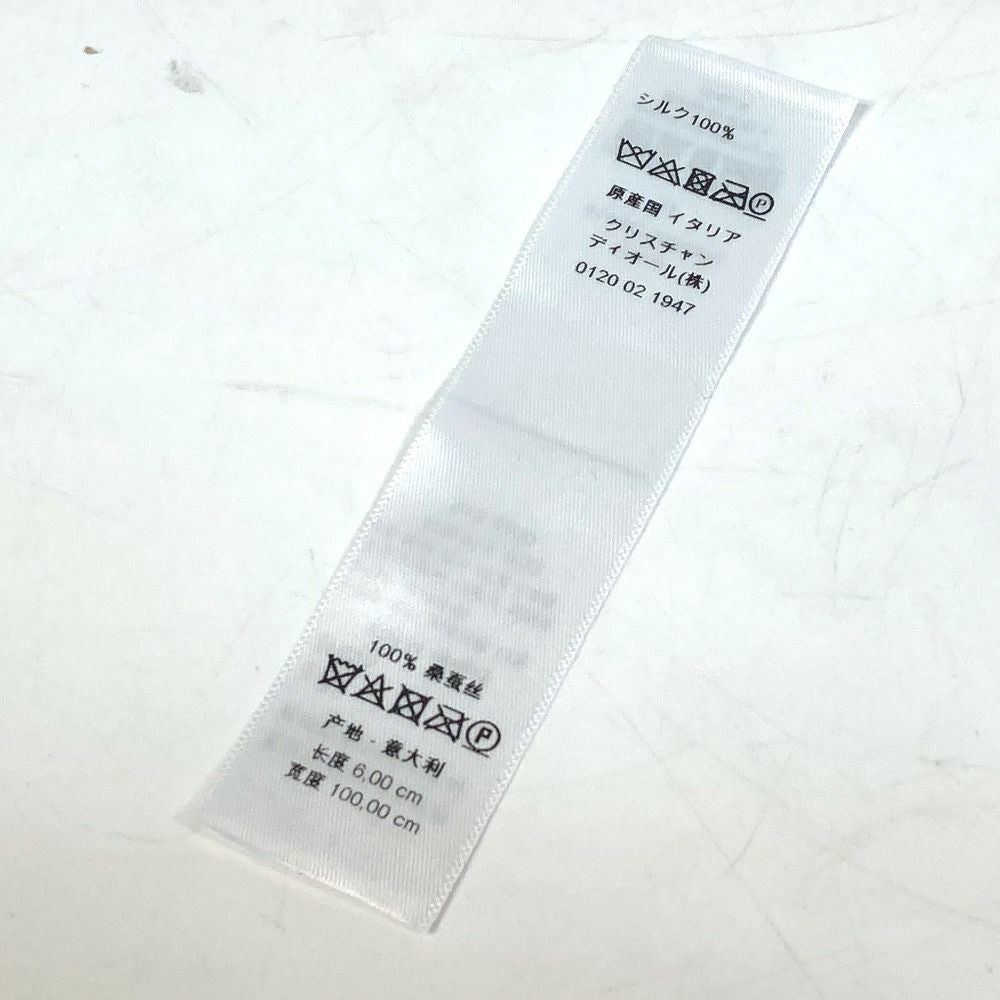 シルク100%
P
原産国 イタリア
クリスチャン
ディオール(株)
0120 02 1947
100% 桑蚕丝
P
产地 · 意大利
长度 6,00 cm
宽度 100,00 cm